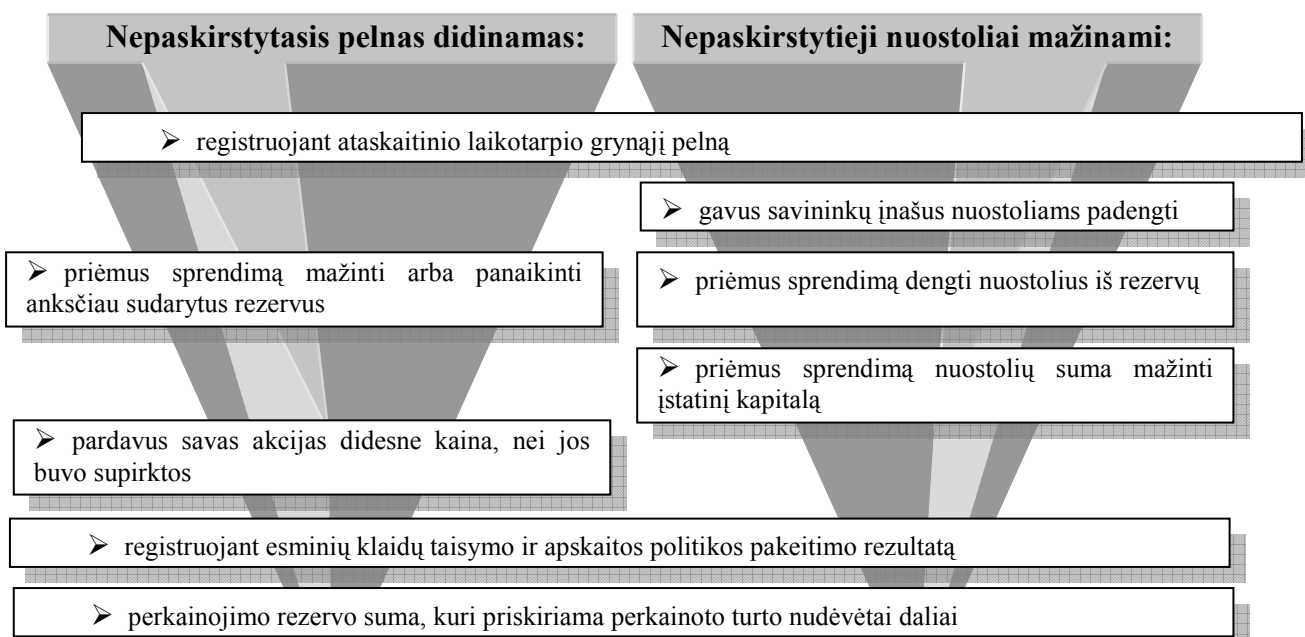 Nepaskirstytasis pelnas didinamas:
Nepaskirstytieji nuostoliai mažinami:
➢ registruojant ataskaitinio laikotarpio grynąjį pelną
➢ gavus savininkų įnašus nuostoliams padengti
➢ priėmus sprendimą mažinti arba panaikinti
anksčiau sudarytus rezervus
➢ priėmus sprendimą dengti nuostolius iš rezervų
➢ priėmus sprendimą nuostolių suma mažinti
įstatinį kapitalą
➢ pardavus savas akcijas didesne kaina, nei jos
buvo supirktos
➢ registruojant esminių klaidų taisymo ir apskaitos politikos pakeitimo rezultatą
➢ perkainojimo rezervo suma, kuri priskiriama perkainoto turto nudėvėtai daliai